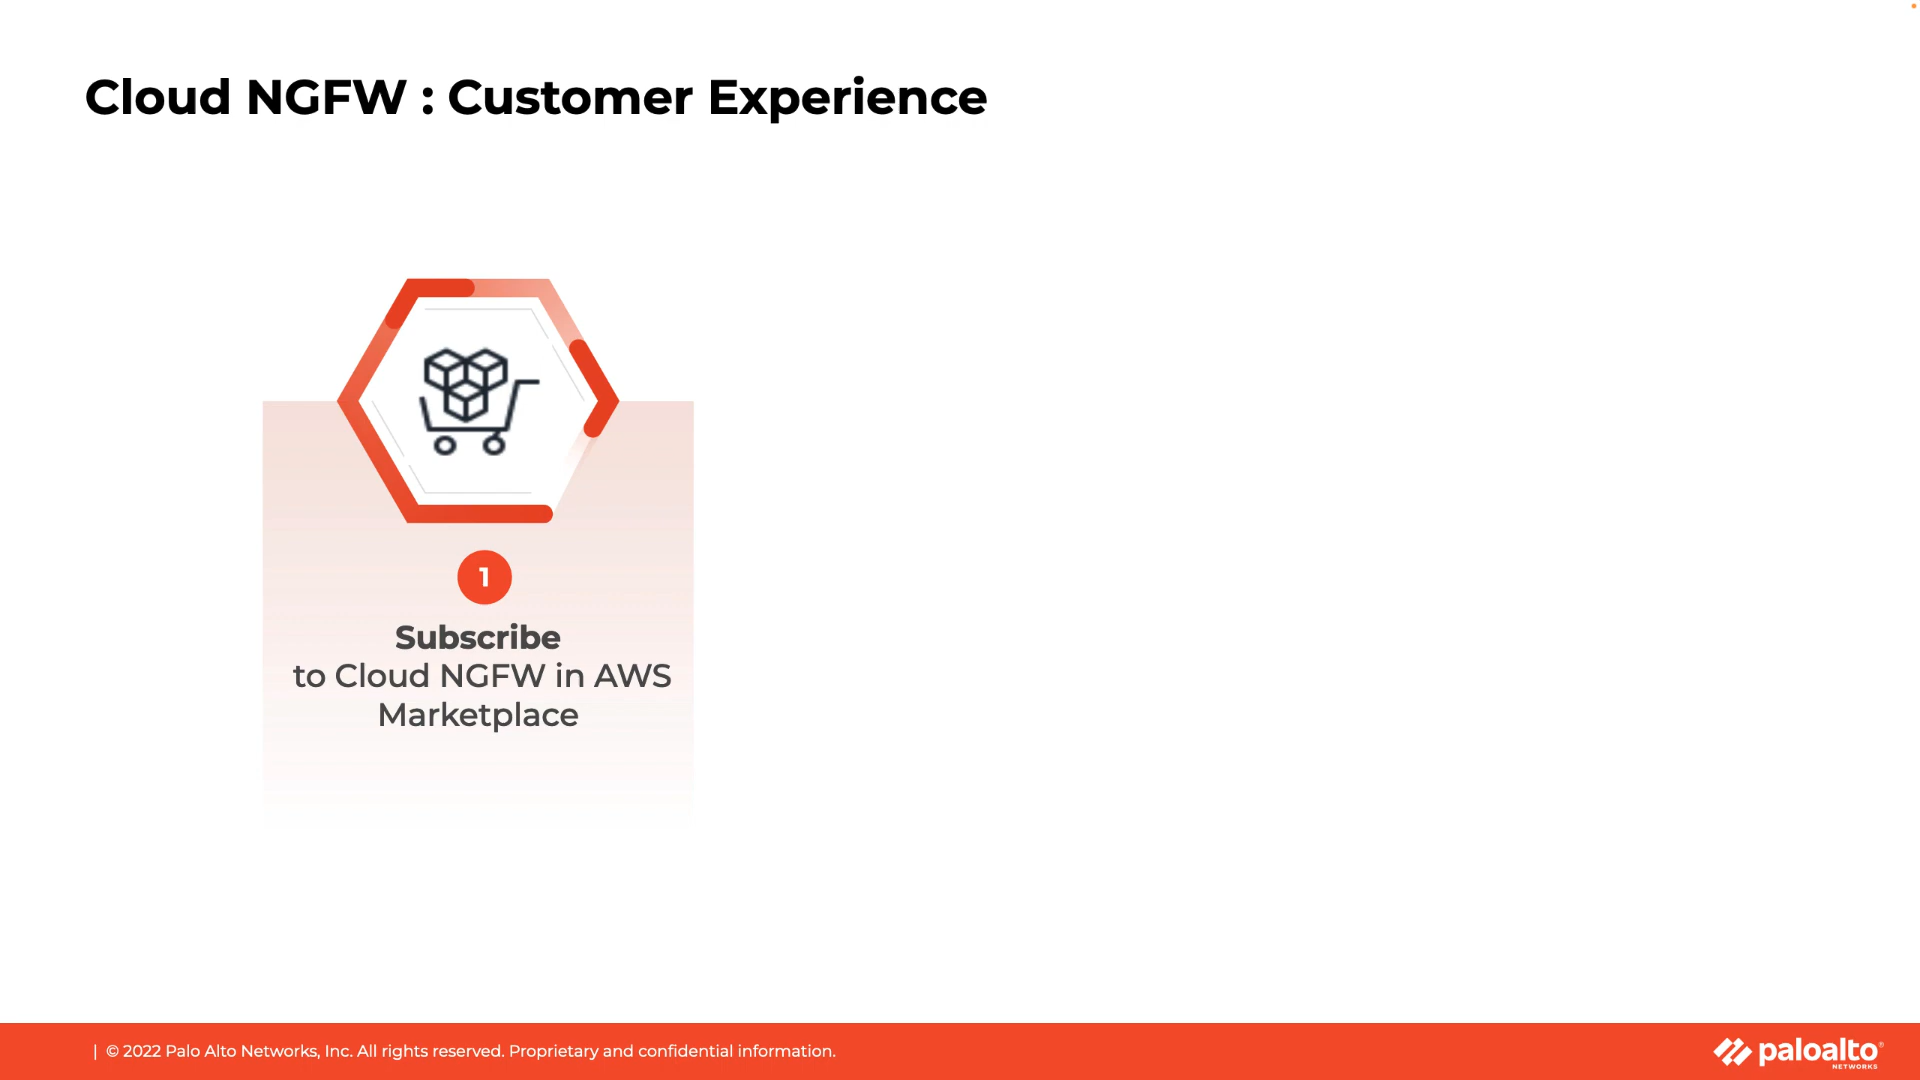 Cloud NGFW : Customer Experience
1
Subscribe
to Cloud NGFW in AWS
Marketplace
| © 2022 Palo Alto Networks, Inc. All rights reserved. Proprietary and confidential information.
paloalto®
NETWORKS